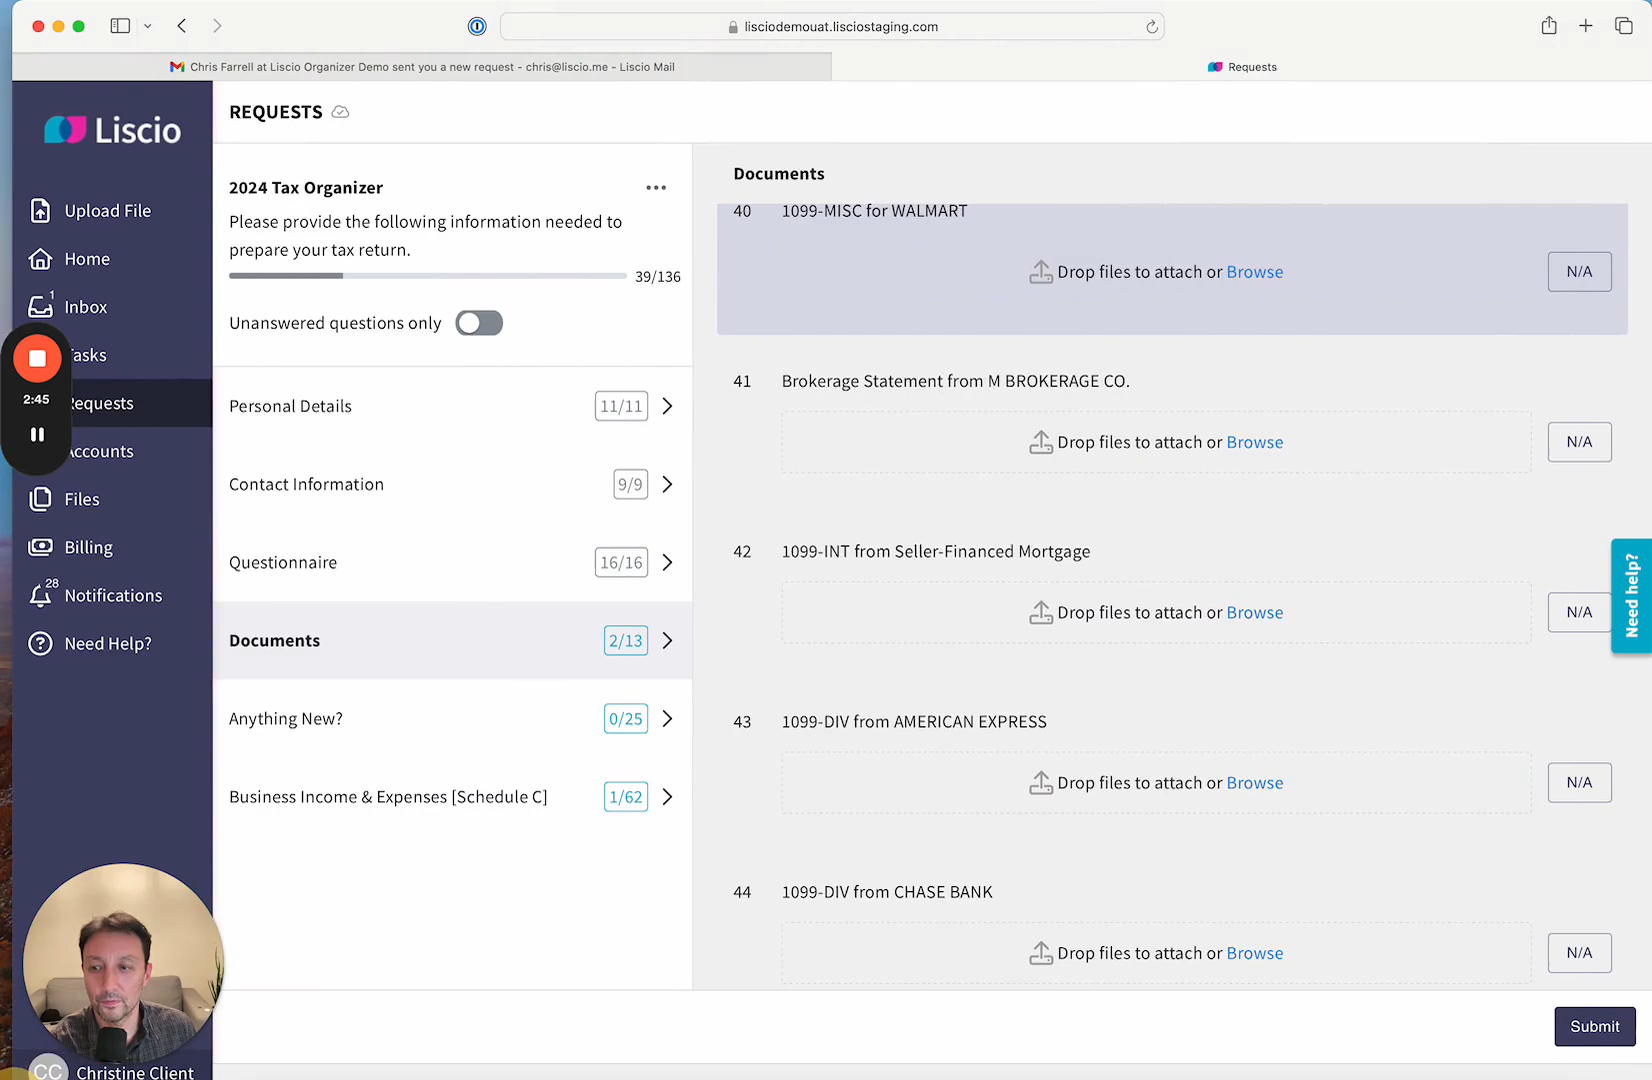 lisciodemouat.lisciostaging.com
Chris Farrell at Liscio Organizer Demo sent you a new request - chris@liscio.me - Liscio Mail
Requests
Liscio
Upload File
Home
1
Inbox
Tasks
Requests
Accounts
Files
Billing
28
Notifications
Need Help?
2:45
CC
Christine Client
REQUESTS
2024 Tax Organizer
Please provide the following information needed to
prepare your tax return.
39/136
Unanswered questions only
Personal Details 11/11
Contact Information 9/9
Questionnaire 16/16
Documents 2/13
Anything New? 0/25
Business Income & Expenses [Schedule C] 1/62
Documents
40 1099-MISC for WALMART
Drop files to attach or Browse N/A
41 Brokerage Statement from M BROKERAGE CO.
Drop files to attach or Browse N/A
42 1099-INT from Seller-Financed Mortgage
Drop files to attach or Browse N/A
43 1099-DIV from AMERICAN EXPRESS
Drop files to attach or Browse N/A
44 1099-DIV from CHASE BANK
Drop files to attach or Browse N/A
Need help?
Submit